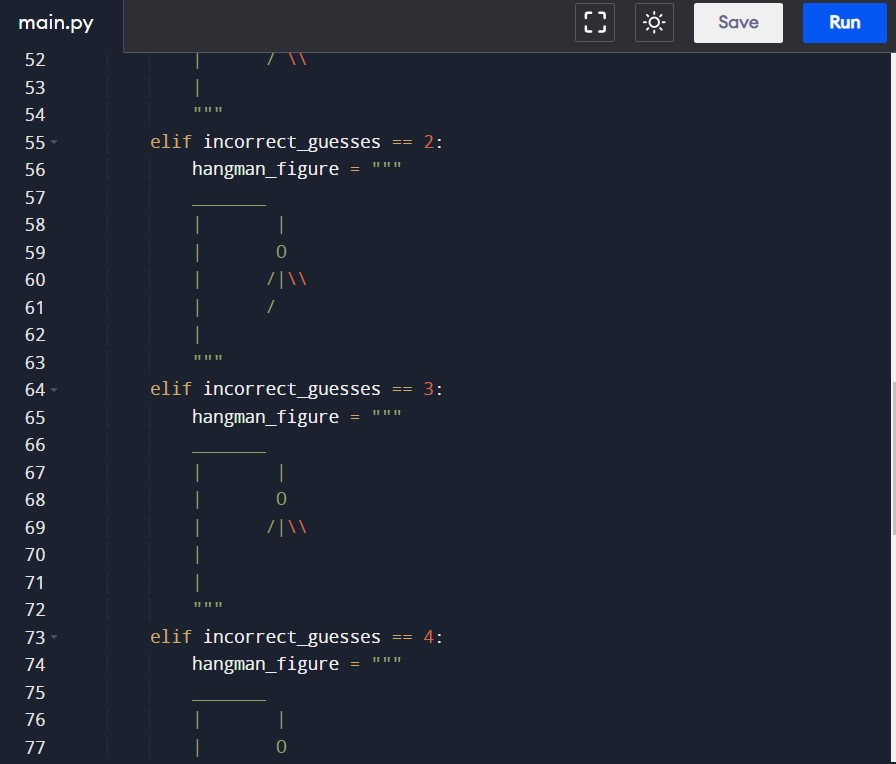 main.py Save Run
52             |      / \\
53             |
54             """
55         elif incorrect_guesses == 2:
56             hangman_figure = """
57             _______
58             |       |
59             |       O
60             |      /|\\
61             |      /
62             |
63             """
64         elif incorrect_guesses == 3:
65             hangman_figure = """
66             _______
67             |       |
68             |       O
69             |      /|\\
70             |
71             |
72             """
73         elif incorrect_guesses == 4:
74             hangman_figure = """
75             _______
76             |       |
77             |       O